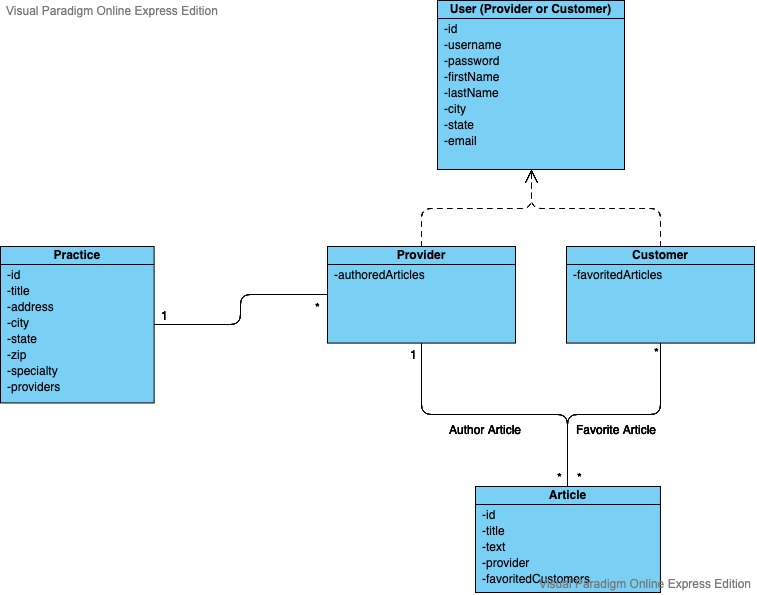 Visual Paradigm Online Express Edition
User (Provider or Customer)
-id
-username
-password
-firstName
-lastName
-city
-state
-email
Practice
-id
-title
-address
-city
-state
-zip
-specialty
-providers
1
*
Provider
-authoredArticles
Customer
-favoritedArticles
1
*
Author Article
Favorite Article
* *
Article
-id
-title
-text
-provider
-favoritedCustomers
Visual Paradigm Online Express Edition